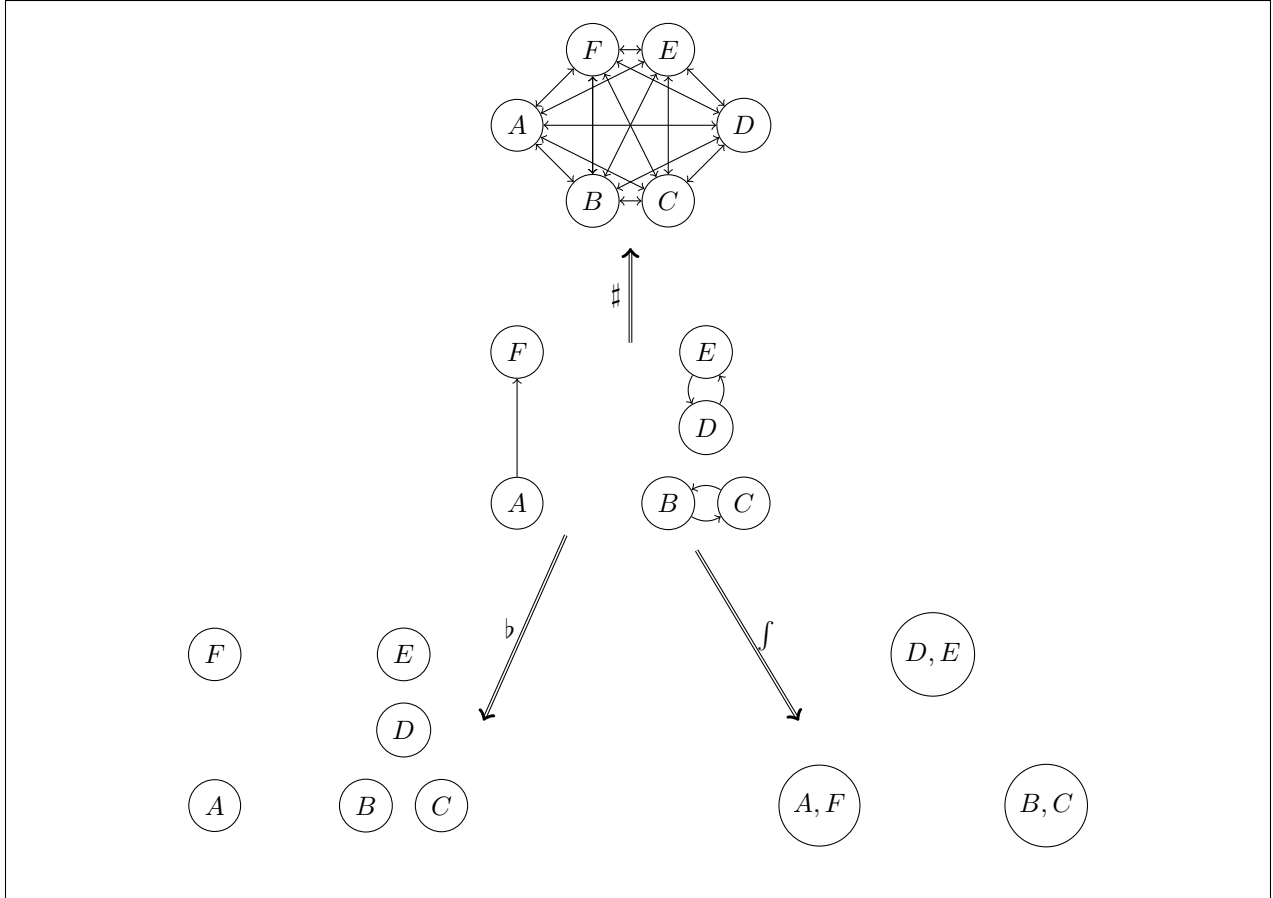 F E
A D
B C
♯
F E
D
A B C
♭ ∫
F E D, E
D
A B C A, F B, C